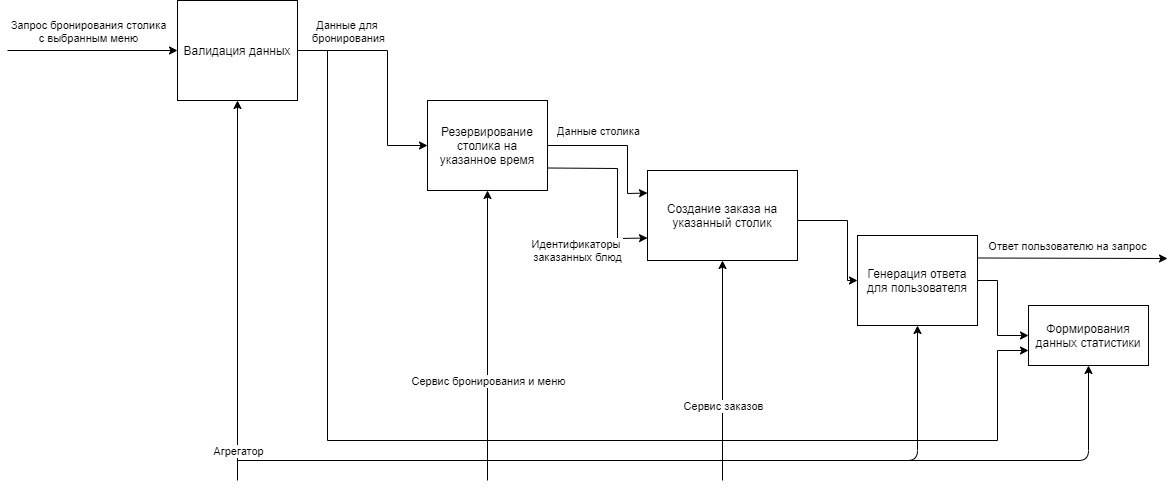 Запрос бронирования столика
с выбранным меню
Валидация данных
Данные для
бронирования
Резервирование
столика на
указанное время
Данные столика
Идентификаторы
заказанных блюд
Создание заказа на
указанный столик
Генерация ответа
для пользователя
Ответ пользователю на запрос
Формирования
данных статистики
Сервис бронирования и меню
Сервис заказов
Агрегатор